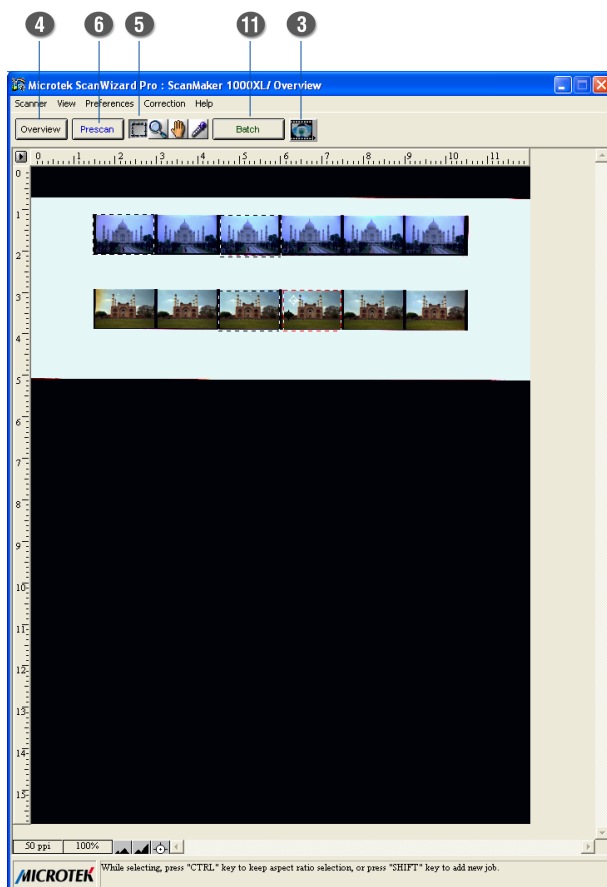 4 6 5 11 3
Microtek ScanWizard Pro : ScanMaker 1000XL/ Overview
Scanner View Preferences Correction Help
Overview Prescan Batch
0 1 2 3 4 5 6 7 8 9 10 11
0
1
2
3
4
5
6
7
8
9
10
11
12
13
14
15
50 ppi 100%
MICROTEK While selecting, press "CTRL" key to keep aspect ratio selection, or press "SHIFT" key to add new job.